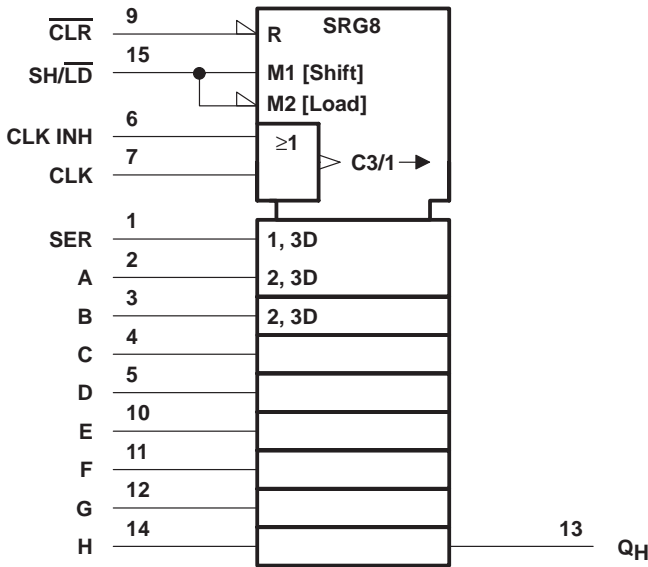 CLR 9 R SRG8
SH/LD 15 M1 [Shift]
M2 [Load]
CLK INH 6 ≥1
CLK 7 C3/1
SER 1 1, 3D
A 2 2, 3D
B 3 2, 3D
C 4
D 5
E 10
F 11
G 12
H 14 13 QH